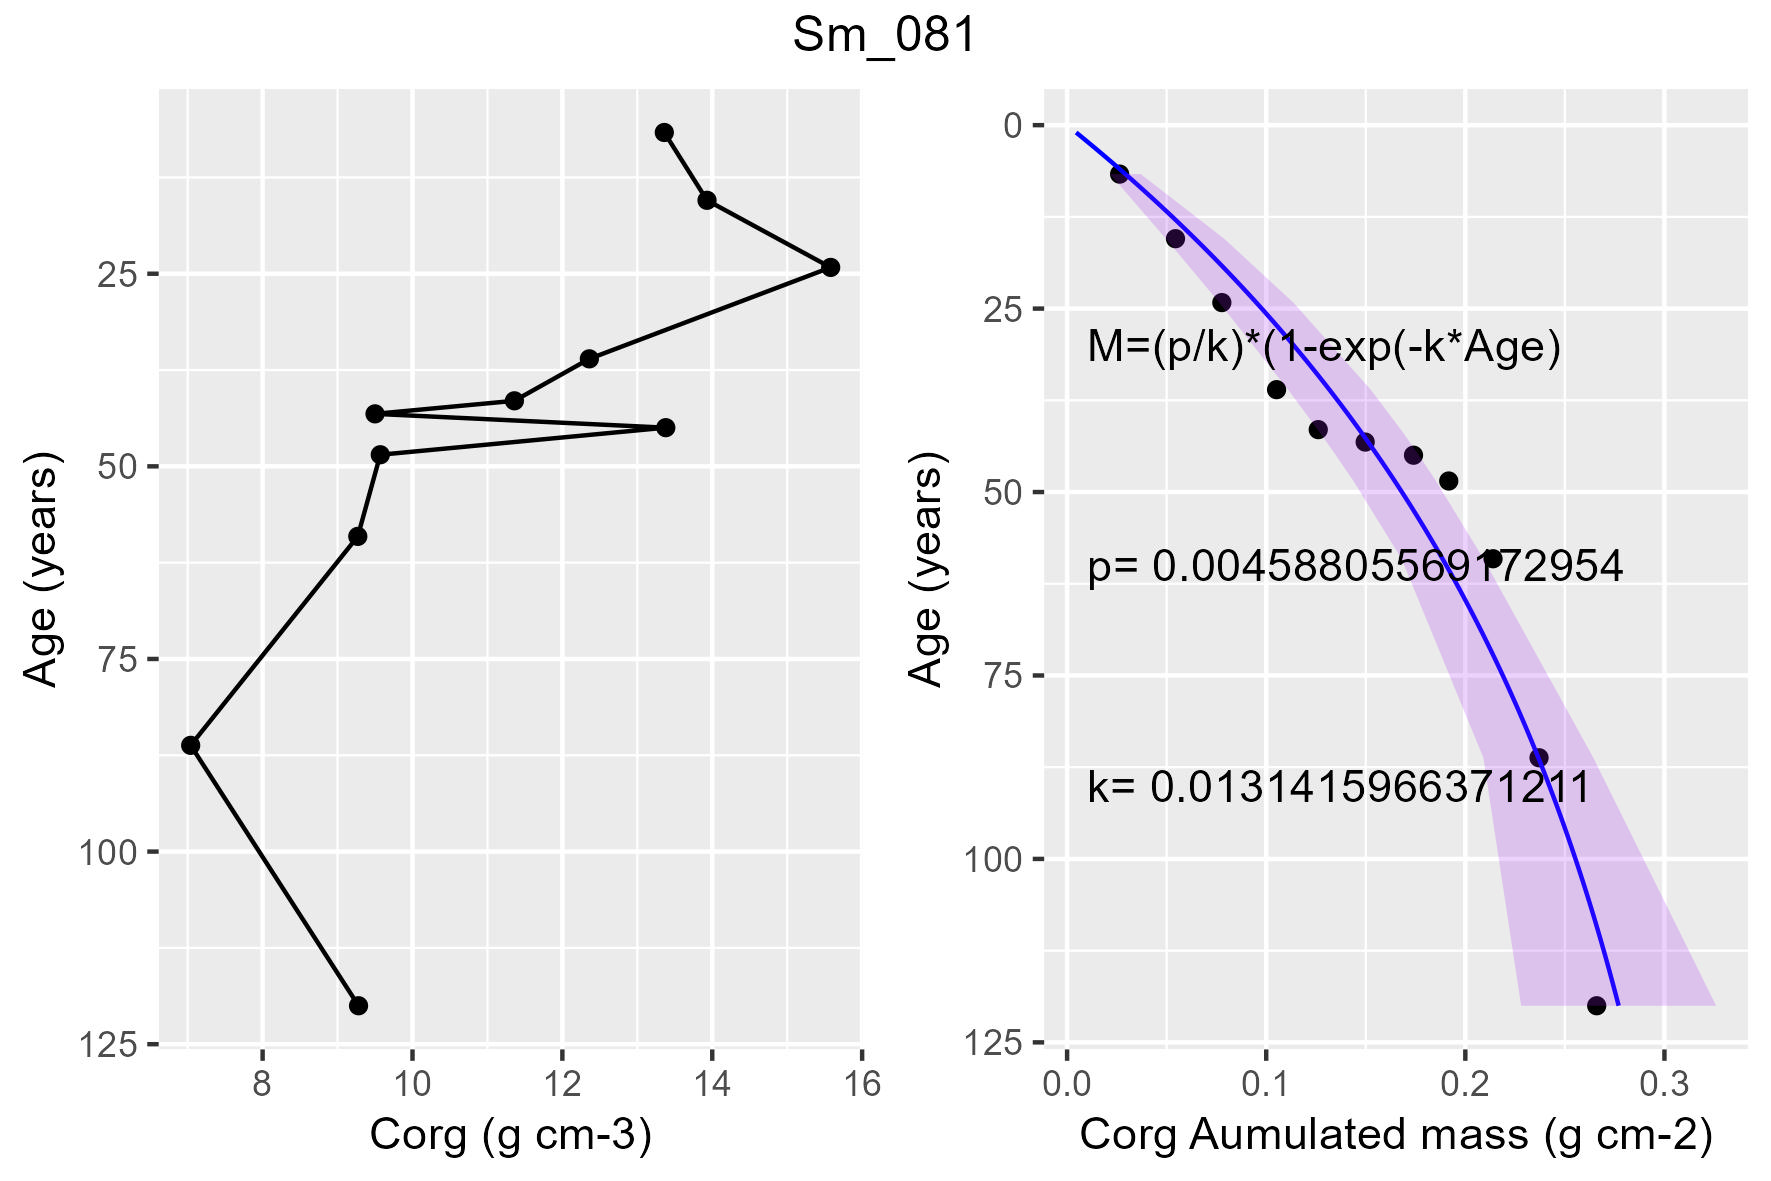 Sm_081
25
50
75
100
125
8
10
12
14
16
Age (years)
Corg (g cm-3)
0
25
50
75
100
125
0.0
0.1
0.2
0.3
Age (years)
Corg Aumulated mass (g cm-2)
M=(p/k)*(1-exp(-k*Age)
p= 0.00458805569172954
k= 0.0131415966371211